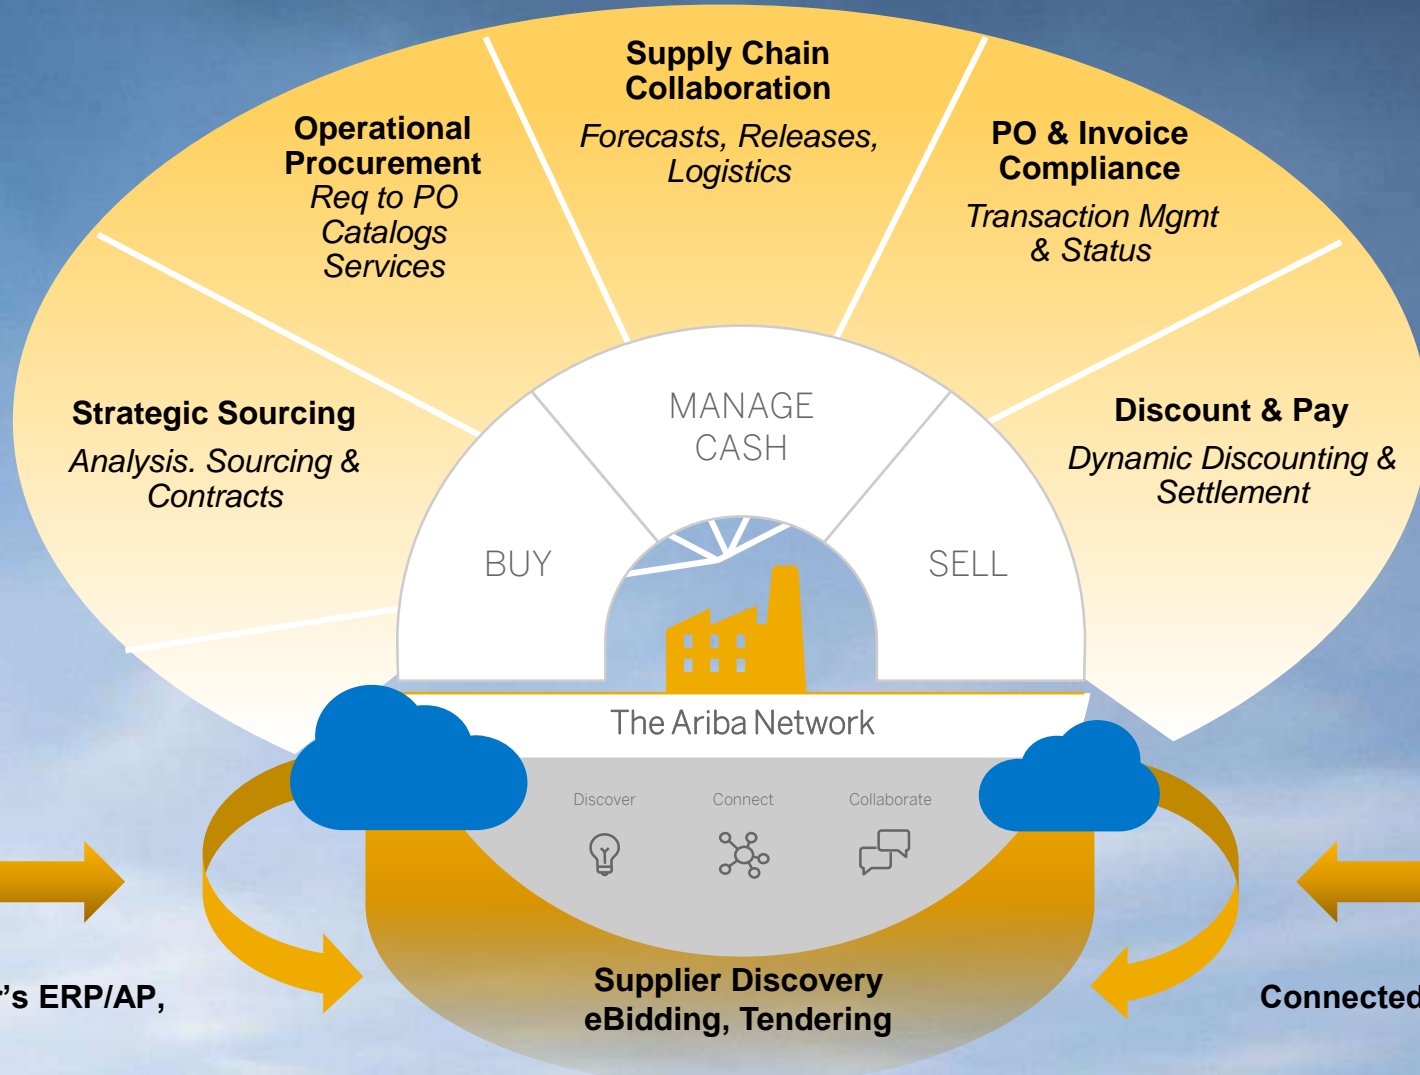 Supply Chain
Collaboration
Forecasts, Releases,
Logistics
Operational
Procurement
Req to PO
Catalogs
Services
PO & Invoice
Compliance
Transaction Mgmt
& Status
Strategic Sourcing
Analysis. Sourcing &
Contracts
Discount & Pay
Dynamic Discounting &
Settlement
MANAGE
CASH
BUY
SELL
The Ariba Network
Discover
Connect
Collaborate
Supplier Discovery
eBidding, Tendering
's ERP/AP,
Connected